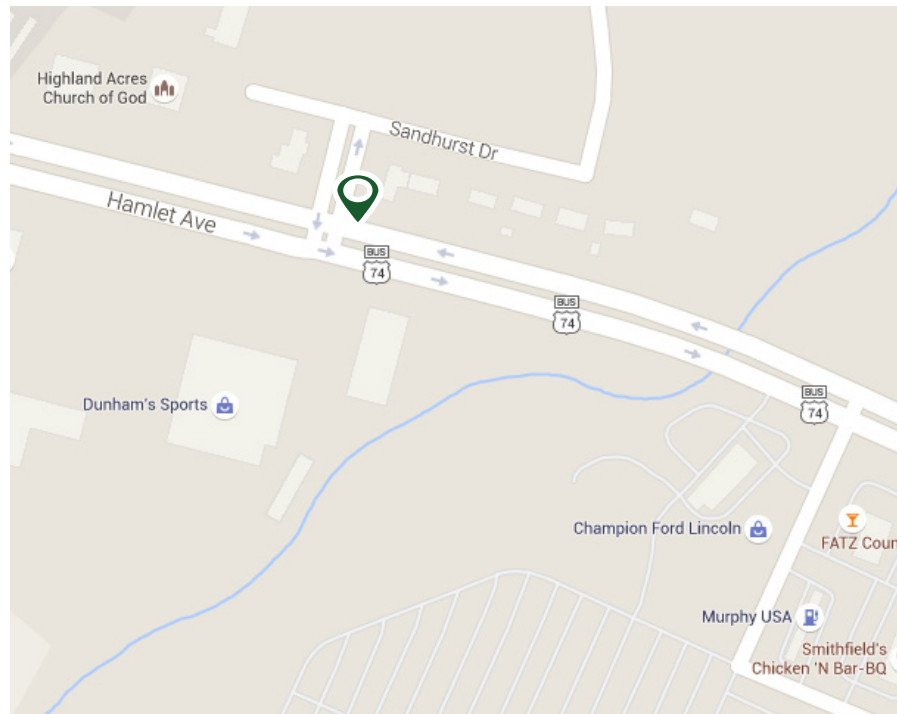 Highland Acres
Church of God
Sandhurst Dr
Hamlet Ave
BUS
74
BUS
74
BUS
74
Dunham's Sports
Champion Ford Lincoln
FATZ Coun
Murphy USA
Smithfield's
Chicken 'N Bar-BQ